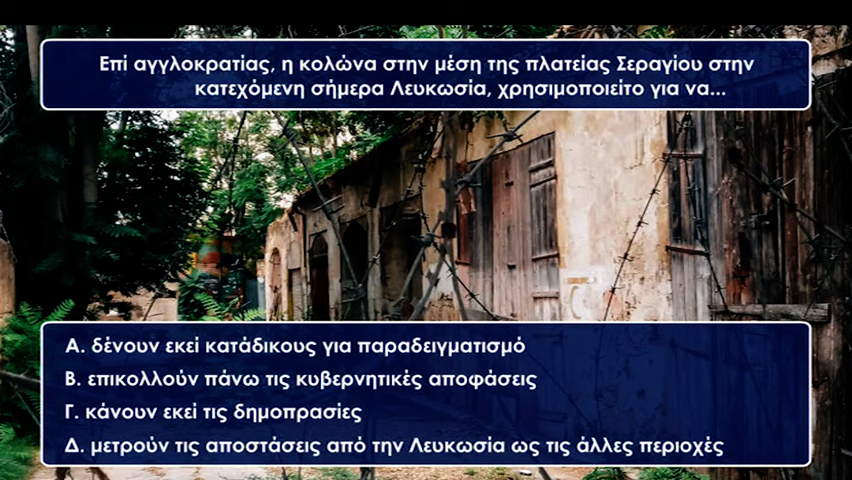 Επί αγγλοκρατίας, η κολώνα στην μέση της πλατείας Σεραγίου στην
κατεχόμενη σήμερα Λευκωσία, χρησιμοποιείτο για να...
Α. δένουν εκεί κατάδικους για παραδειγματισμό
Β. επικολλούν πάνω τις κυβερνητικές αποφάσεις
Γ. κάνουν εκεί τις δημοπρασίες
Δ. μετρούν τις αποστάσεις από την Λευκωσία ως τις άλλες περιοχές